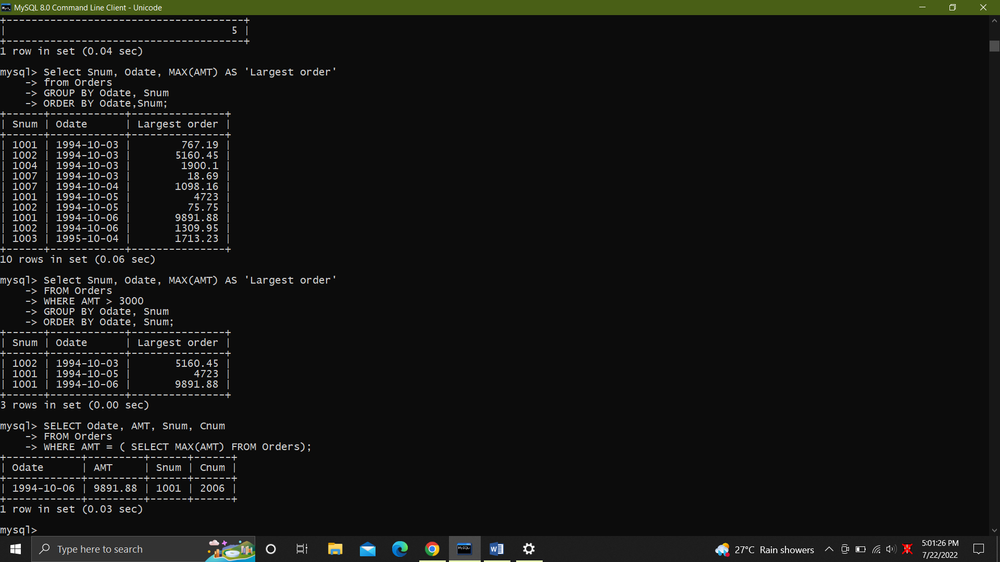 MySQL 8.0 Command Line Client - Unicode
+--------------------------------------+
|                                    5 |
+--------------------------------------+
1 row in set (0.04 sec)

mysql> Select Snum, Odate, MAX(AMT) AS 'Largest order'
    -> from Orders
    -> GROUP BY Odate, Snum
    -> ORDER BY Odate,Snum;
+------+------------+---------------+
| Snum | Odate      | Largest order |
+------+------------+---------------+
| 1001 | 1994-10-03 |        767.19 |
| 1002 | 1994-10-03 |       5160.45 |
| 1004 | 1994-10-03 |        1900.1 |
| 1007 | 1994-10-03 |         18.69 |
| 1007 | 1994-10-04 |       1098.16 |
| 1001 | 1994-10-05 |          4723 |
| 1002 | 1994-10-05 |         75.75 |
| 1001 | 1994-10-06 |       9891.88 |
| 1002 | 1994-10-06 |       1309.95 |
| 1003 | 1995-10-04 |       1713.23 |
+------+------------+---------------+
10 rows in set (0.06 sec)

mysql> Select Snum, Odate, MAX(AMT) AS 'Largest order'
    -> FROM Orders
    -> WHERE AMT > 3000
    -> GROUP BY Odate, Snum
    -> ORDER BY Odate, Snum;
+------+------------+---------------+
| Snum | Odate      | Largest order |
+------+------------+---------------+
| 1002 | 1994-10-03 |       5160.45 |
| 1001 | 1994-10-05 |          4723 |
| 1001 | 1994-10-06 |       9891.88 |
+------+------------+---------------+
3 rows in set (0.00 sec)

mysql> SELECT Odate, AMT, Snum, Cnum
    -> FROM Orders
    -> WHERE AMT = ( SELECT MAX(AMT) FROM Orders);
+------------+---------+------+------+
| Odate      | AMT     | Snum | Cnum |
+------------+---------+------+------+
| 1994-10-06 | 9891.88 | 1001 | 2006 |
+------------+---------+------+------+
1 row in set (0.03 sec)

mysql>
Type here to search
27°C Rain showers
5:01:26 PM
7/22/2022